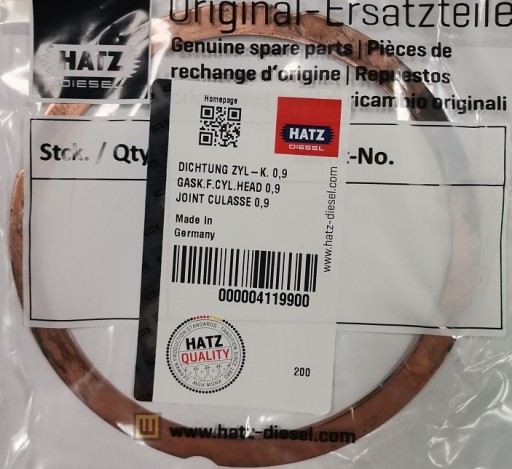 Original-Ersatzteile
Genuine spare parts | Pièces de
rechange d'origine | Repuestos
ricambio originali
HATZ
DIESEL
Stck. / Qty
-No.
Homepage
HATZ
DIESEL
DICHTUNG ZYL-K. 0,9
GASK.F.CYL.HEAD 0,9
JOINT CULASSE 0,9
Made in
Germany
www.hatz-diesel.com
000004119900
HATZ
QUALITY
200
www.hatz-diesel.com